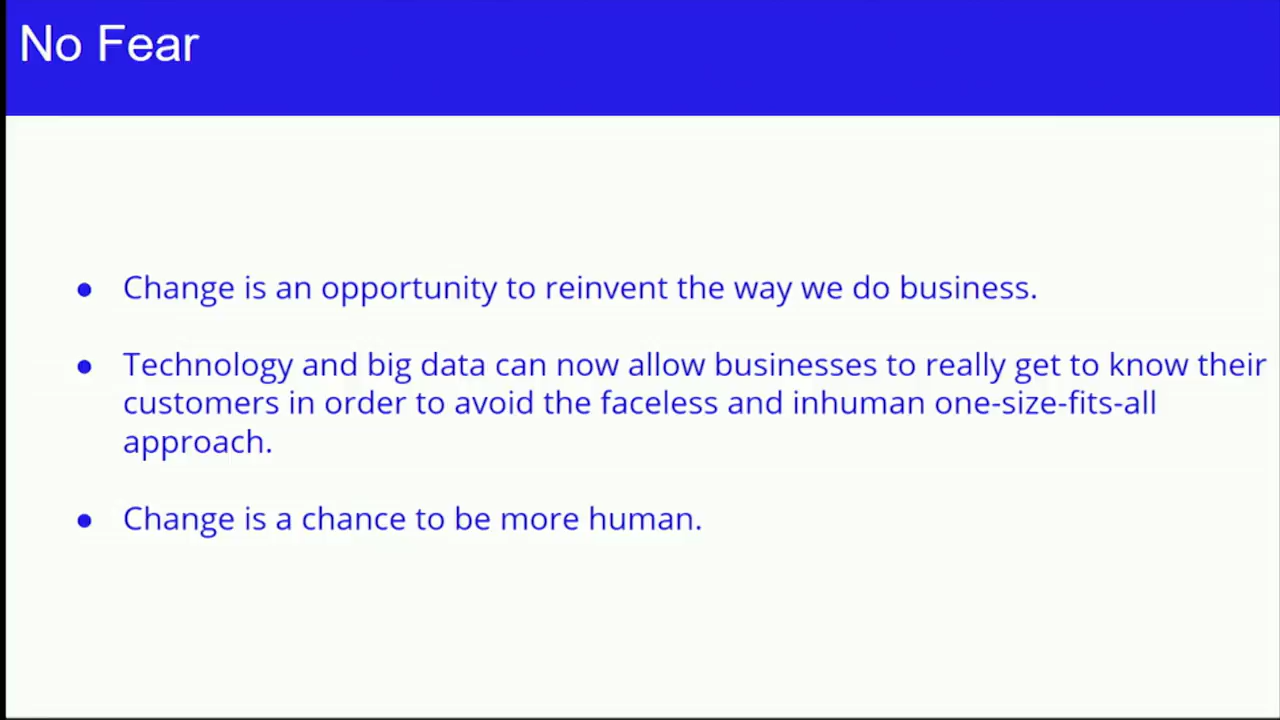 No Fear
● Change is an opportunity to reinvent the way we do business.
● Technology and big data can now allow businesses to really get to know their
customers in order to avoid the faceless and inhuman one-size-fits-all
approach.
● Change is a chance to be more human.